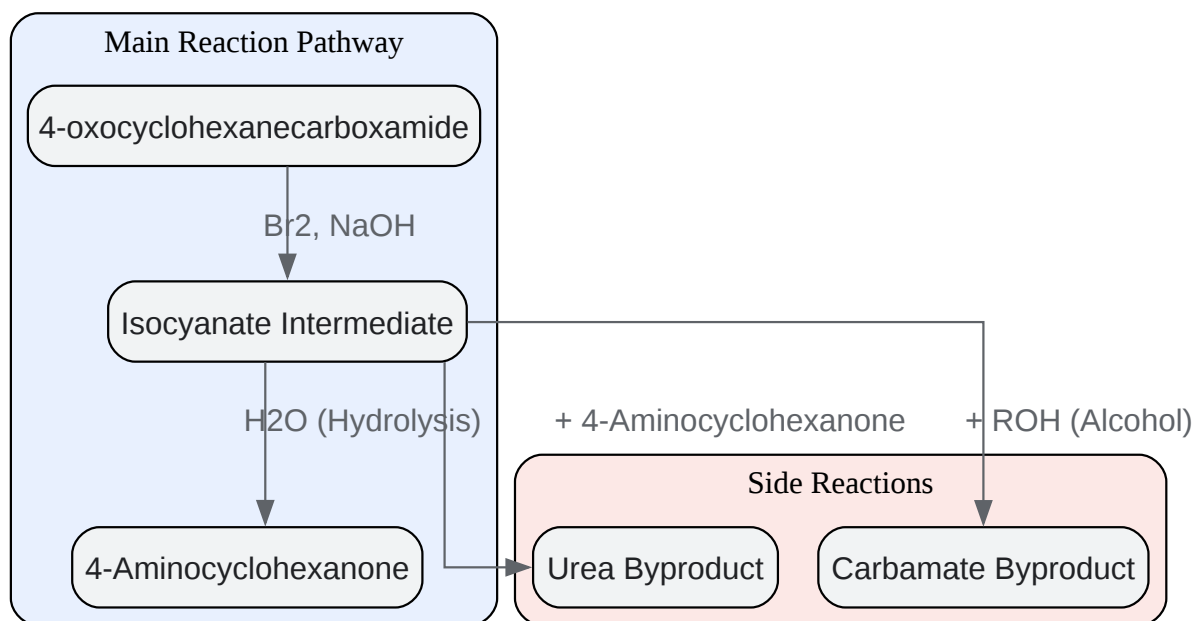 Main Reaction Pathway
4-oxocyclohexanecarboxamide
Br2, NaOH
Isocyanate Intermediate
H2O (Hydrolysis)
+ 4-Aminocyclohexanone
+ ROH (Alcohol)
Side Reactions
4-Aminocyclohexanone
Urea Byproduct
Carbamate Byproduct